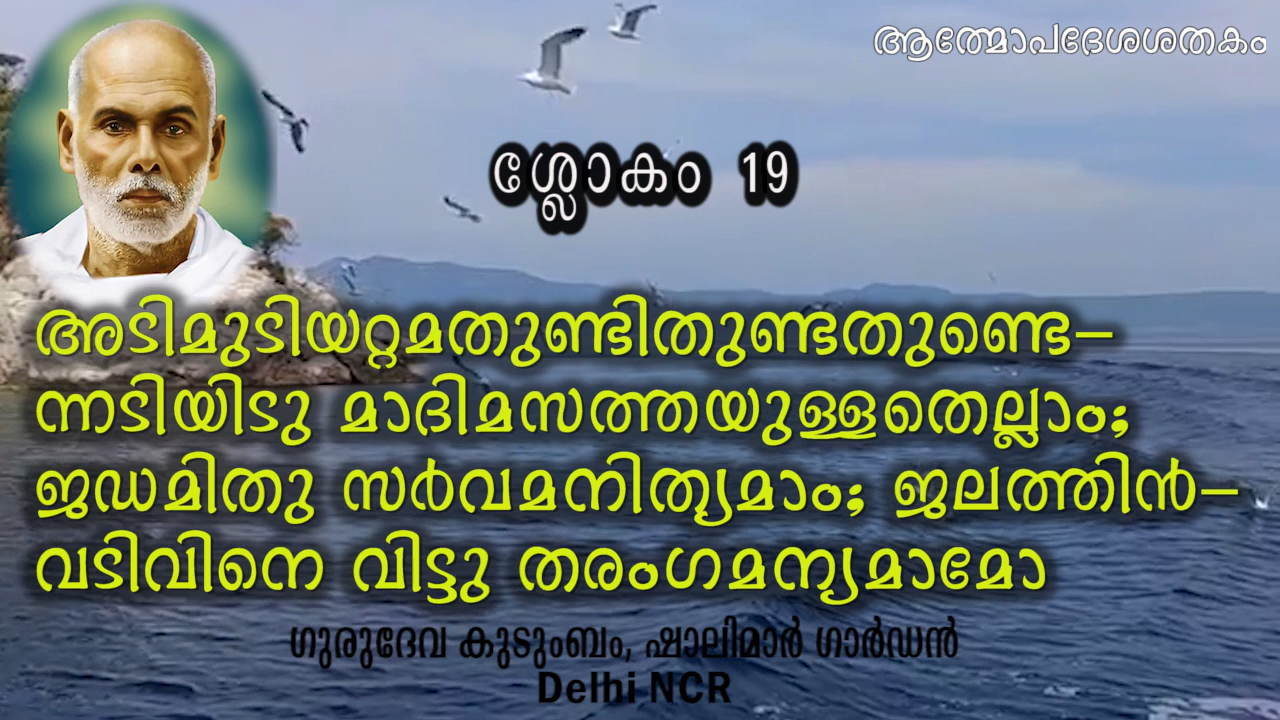 ആത്മോപദേശശതകം
ശ്ലോകം 19
അടിമുടിയറ്റമതുണ്ടിതുണ്ടതുണ്ടെ–
ന്നടിയിടു മാദിമസത്തയുള്ളതെല്ലാം;
ജഡമിതു സർവമനിത്യമാം; ജലത്തിൻ–
വടിവിനെ വിട്ടു തരംഗമന്യമാമോ
ഗുരുദേവ കുടുംബം, ഷാലിമാർ ഗാർഡൻ
Delhi NCR